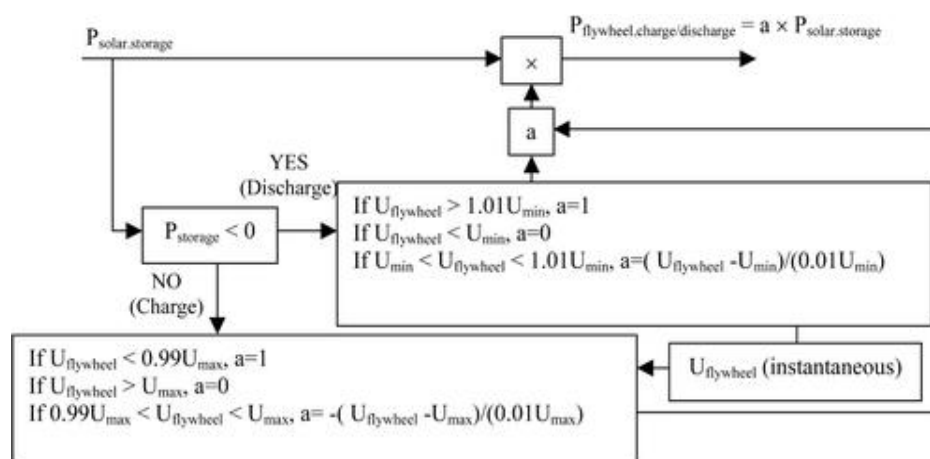 P_solar.storage
P_flywheel.charge/discharge = a × P_solar.storage
×
a
YES
(Discharge)
If U_flywheel > 1.01U_min, a=1
If U_flywheel < U_min, a=0
If U_min < U_flywheel < 1.01U_min, a=( U_flywheel -U_min)/(0.01U_min)
P_storage < 0
NO
(Charge)
If U_flywheel < 0.99U_max, a=1
If U_flywheel > U_max, a=0
If 0.99U_max < U_flywheel < U_max, a= -( U_flywheel -U_max)/(0.01U_max)
U_flywheel (instantaneous)